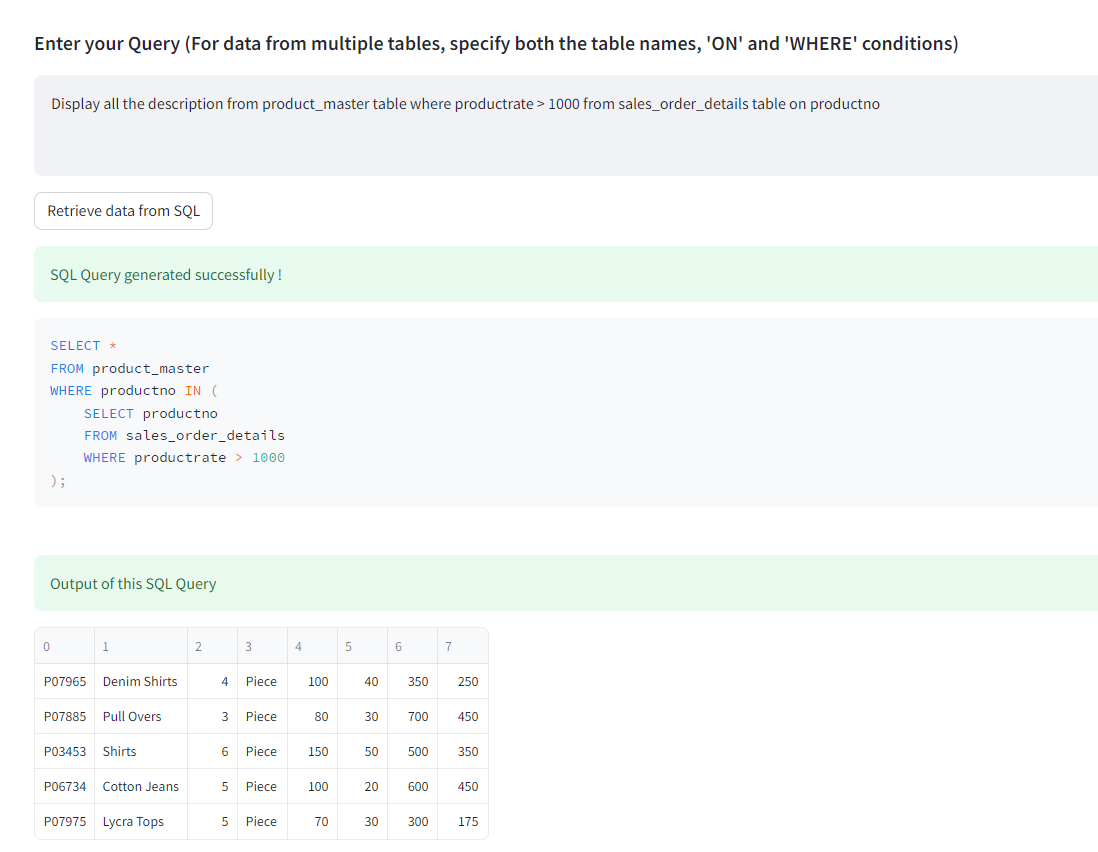 Enter your Query (For data from multiple tables, specify both the table names, 'ON' and 'WHERE' conditions)
Display all the description from product_master table where productrate > 1000 from sales_order_details table on productno
Retrieve data from SQL
SQL Query generated successfully !
SELECT *
FROM product_master
WHERE productno IN (
    SELECT productno
    FROM sales_order_details
    WHERE productrate > 1000
);
Output of this SQL Query
0 1 2 3 4 5 6 7
P07965 Denim Shirts 4 Piece 100 40 350 250
P07885 Pull Overs 3 Piece 80 30 700 450
P03453 Shirts 6 Piece 150 50 500 350
P06734 Cotton Jeans 5 Piece 100 20 600 450
P07975 Lycra Tops 5 Piece 70 30 300 175